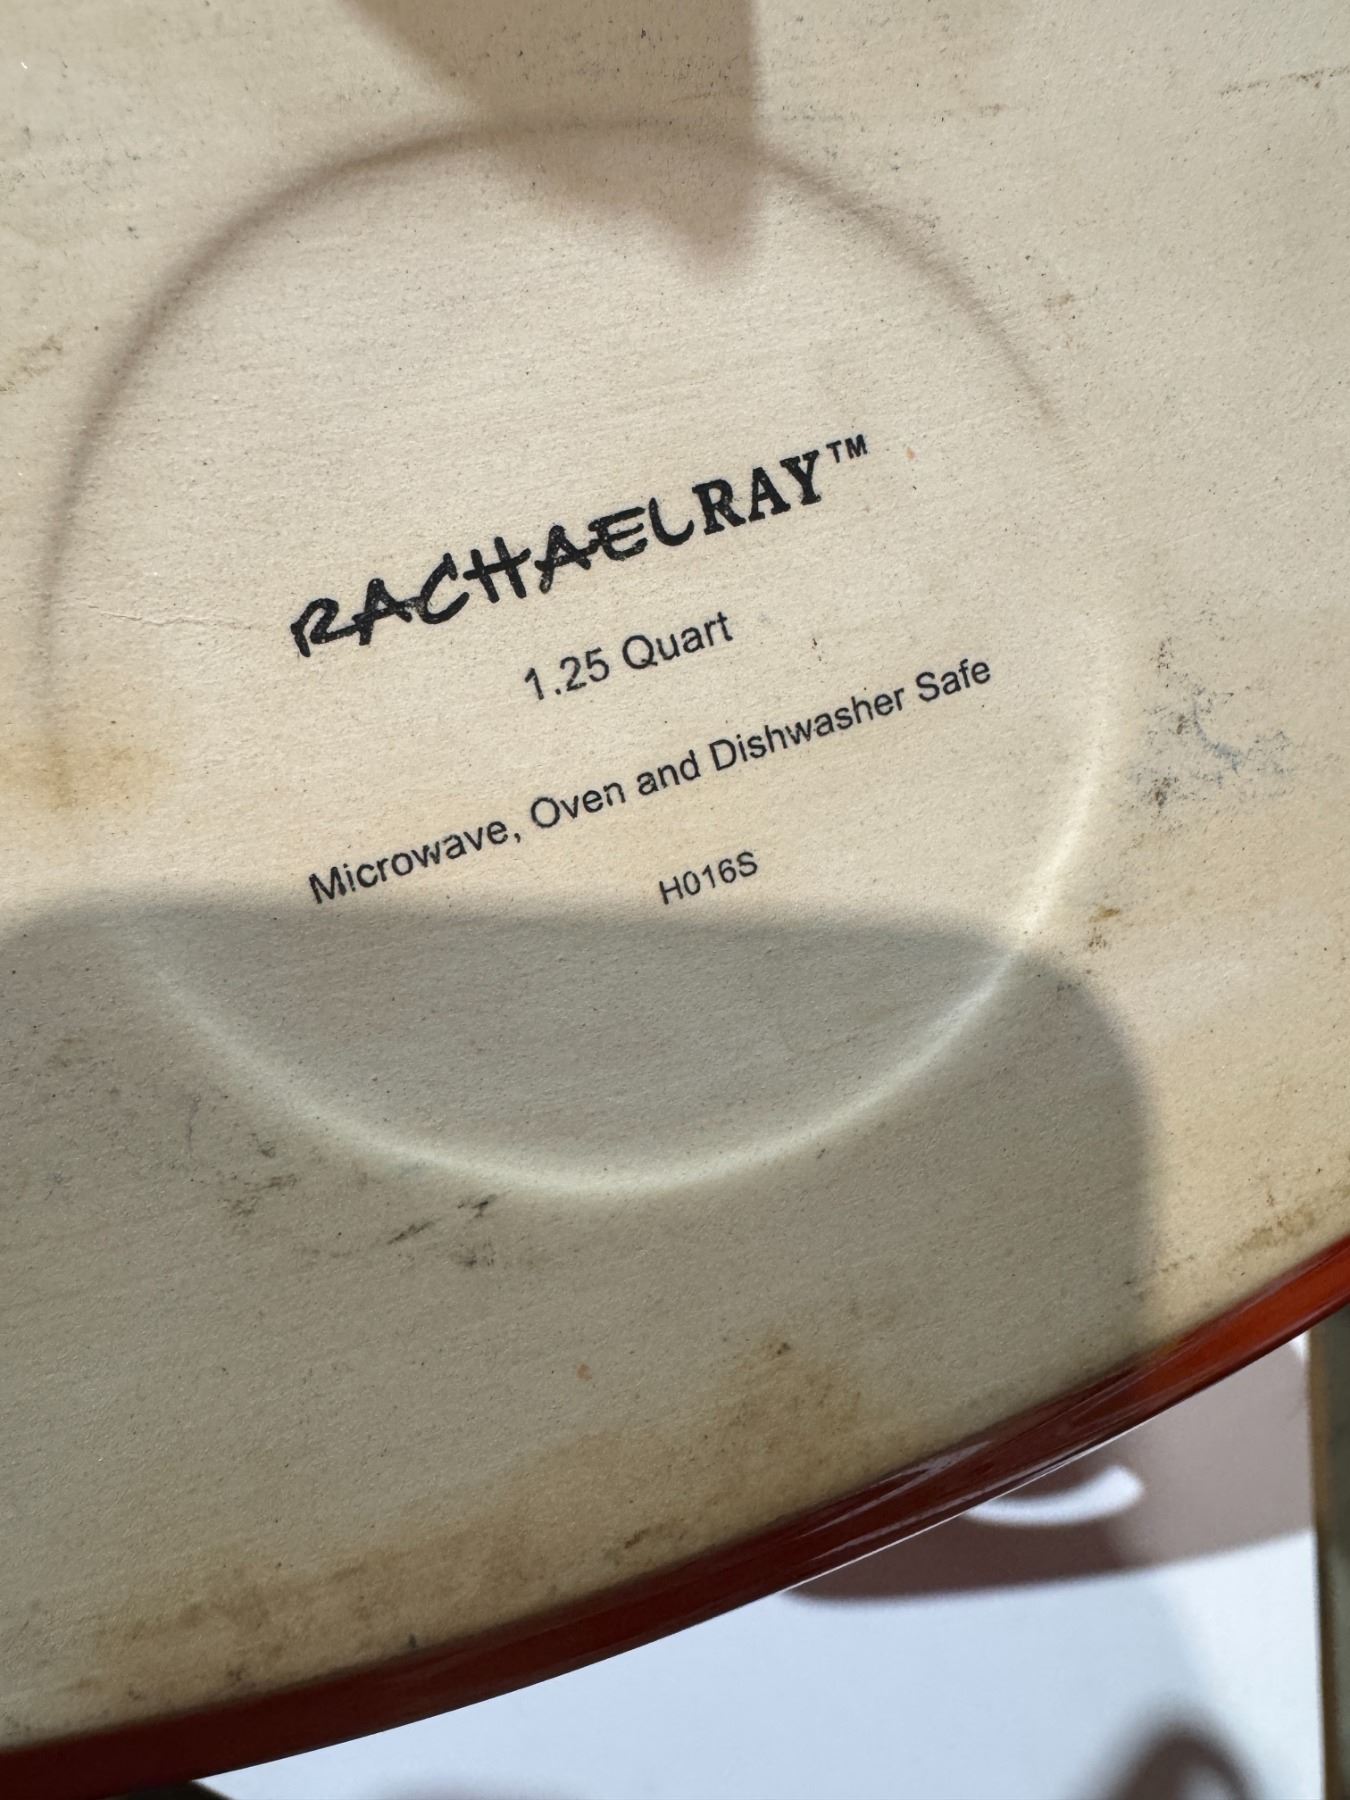 RACHAELRAY™
1.25 Quart
Microwave, Oven and Dishwasher Safe
H016S